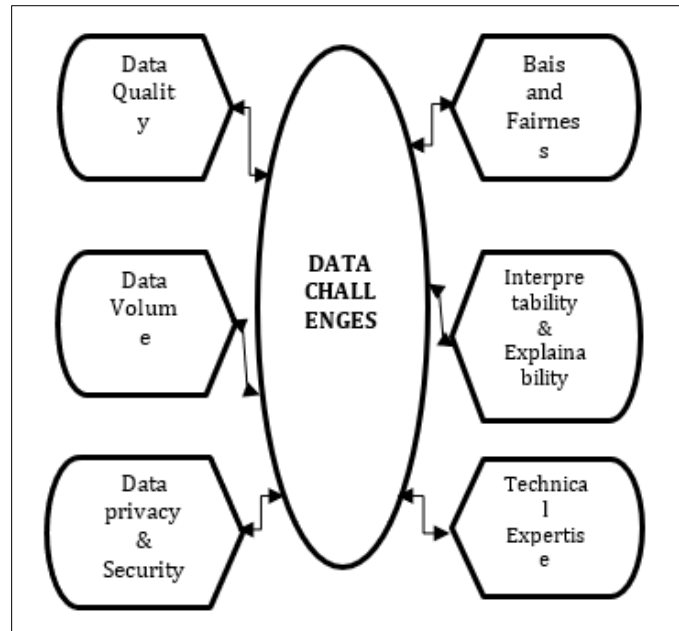 Data
Qualit
y
Bais
and
Fairnes
s
Data
Volum
e
DATA
CHALL
ENGES
Interpre
tability
&
Explaina
bility
Data
privacy
&
Security
Technica
l
Expertis
e